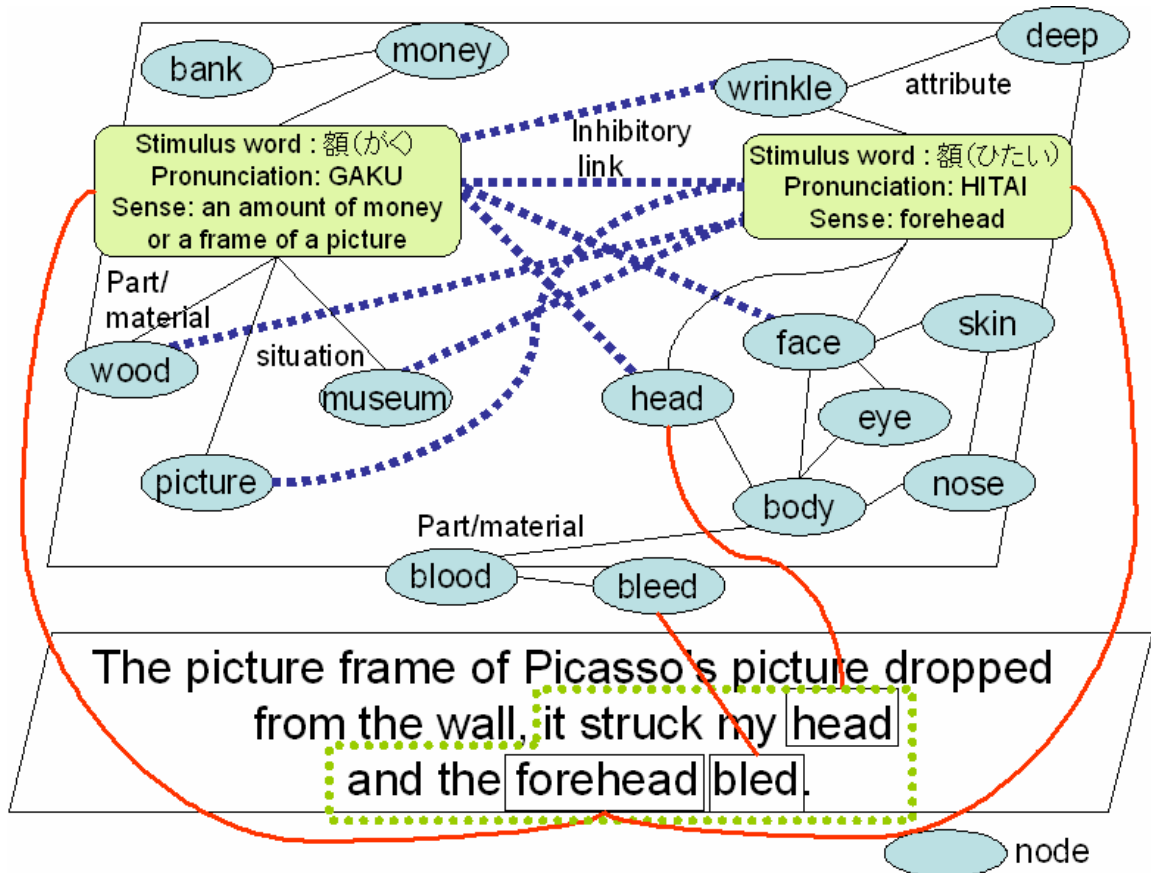 deep
money
bank
wrinkle
attribute
Stimulus word : 額(がく)
Pronunciation: GAKU
Sense: an amount of money
or a frame of a picture
Inhibitory
link
Stimulus word : 額(ひたい)
Pronunciation: HITAI
Sense: forehead
Part/
material
wood
situation
museum
picture
face
skin
head
eye
body
nose
Part/material
blood
bleed
The picture frame of Picasso's picture dropped
from the wall, it struck my head
and the forehead bled.
node